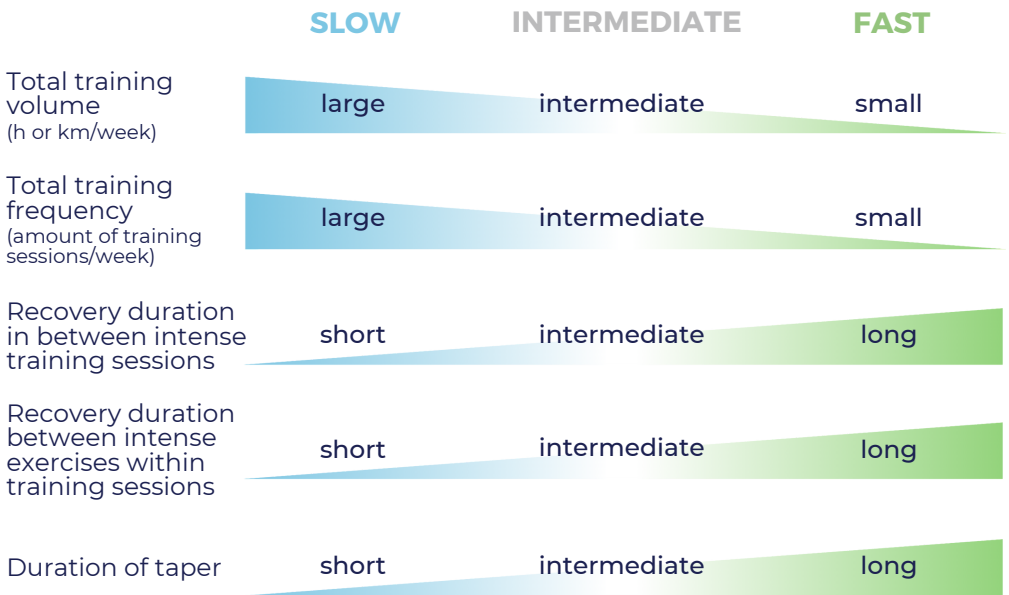 SLOW INTERMEDIATE FAST
Total training
volume
(h or km/week)
large intermediate small
Total training
frequency
(amount of training
sessions/week)
large intermediate small
Recovery duration
in between intense
training sessions
short intermediate long
Recovery duration
between intense
exercises within
training sessions
short intermediate long
Duration of taper
short intermediate long